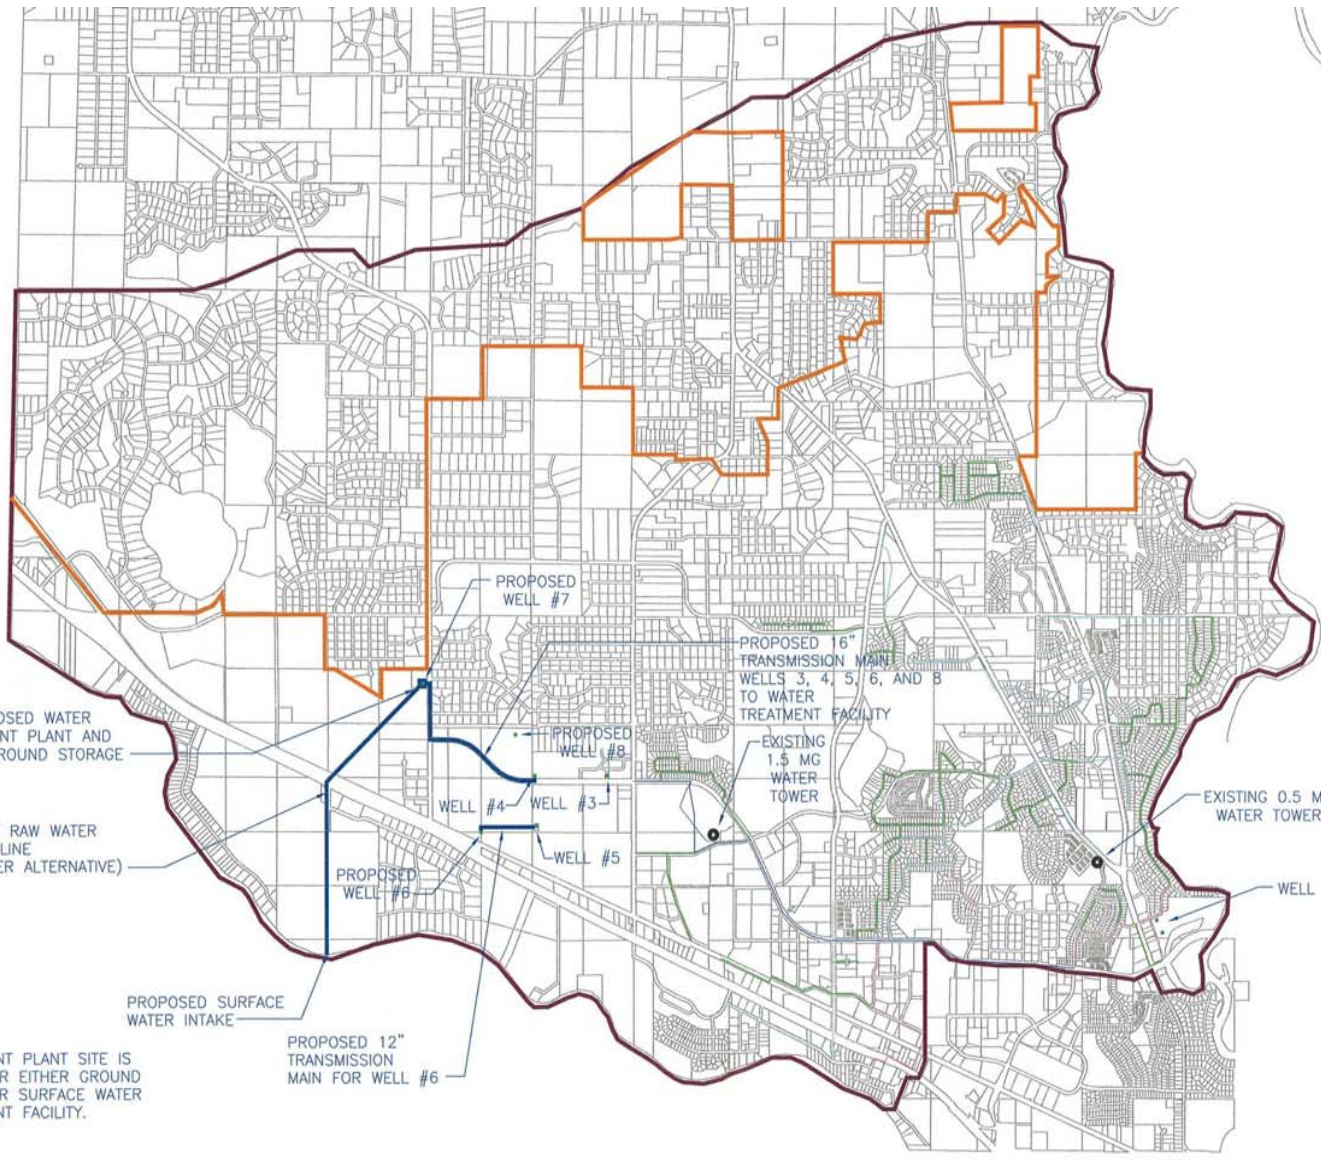 PROPOSED
WELL #7
PROPOSED 16"
TRANSMISSION MAIN
WELLS 3, 4, 5, 6, AND 8
TO WATER
TREATMENT FACILITY
OSED WATER
NT PLANT AND
ROUND STORAGE
PROPOSED
WELL #8
EXISTING
1.5 MG
WATER
TOWER
WELL #4
WELL #3
EXISTING 0.5 M
WATER TOWER
RAW WATER
LINE
ER ALTERNATIVE)
WELL #5
PROPOSED
WELL #6
WELL
PROPOSED SURFACE
WATER INTAKE
PROPOSED 12"
TRANSMISSION
MAIN FOR WELL #6
NT PLANT SITE IS
R EITHER GROUND
R SURFACE WATER
NT FACILITY.